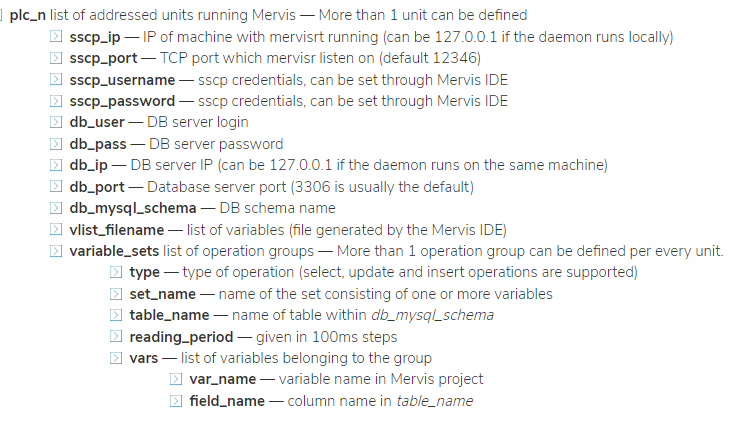 plc_n list of addressed units running Mervis — More than 1 unit can be defined
sscp_ip — IP of machine with mervisrt running (can be 127.0.0.1 if the daemon runs locally)
sscp_port — TCP port which mervisr listen on (default 12346)
sscp_username — sscp credentials, can be set through Mervis IDE
sscp_password — sscp credentials, can be set through Mervis IDE
db_user — DB server login
db_pass — DB server password
db_ip — DB server IP (can be 127.0.0.1 if the daemon runs on the same machine)
db_port — Database server port (3306 is usually the default)
db_mysql_schema — DB schema name
vlist_filename — list of variables (file generated by the Mervis IDE)
variable_sets list of operation groups — More than 1 operation group can be defined per every unit.
type — type of operation (select, update and insert operations are supported)
set_name — name of the set consisting of one or more variables
table_name — name of table within db_mysql_schema
reading_period — given in 100ms steps
vars — list of variables belonging to the group
var_name — variable name in Mervis project
field_name — column name in table_name